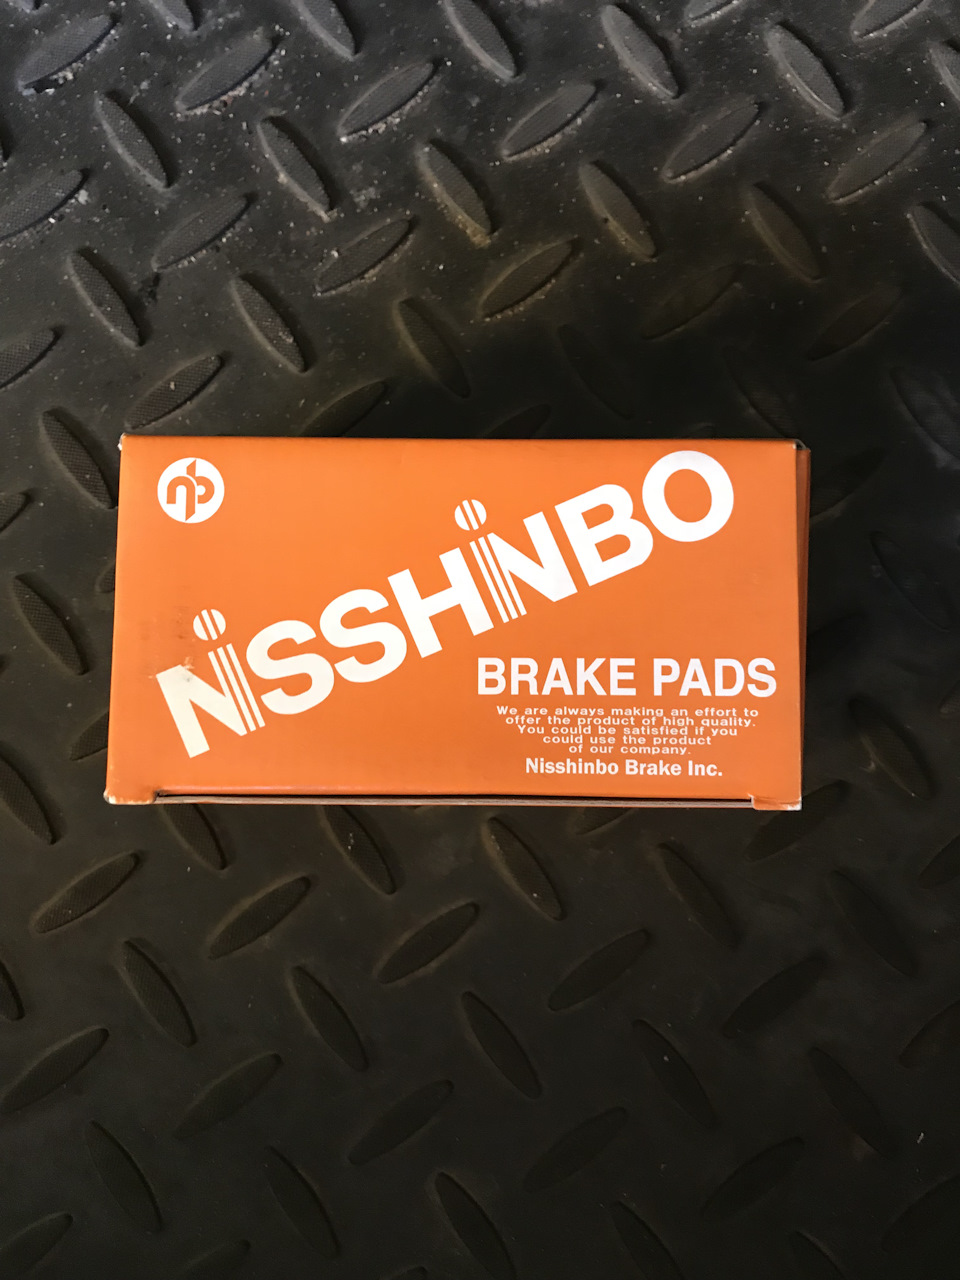 NiSSHiNBO
BRAKE PADS
We are always making an effort to
offer the product of high quality.
You could be satisfied if you
could use the product
of our company.
Nisshinbo Brake Inc.